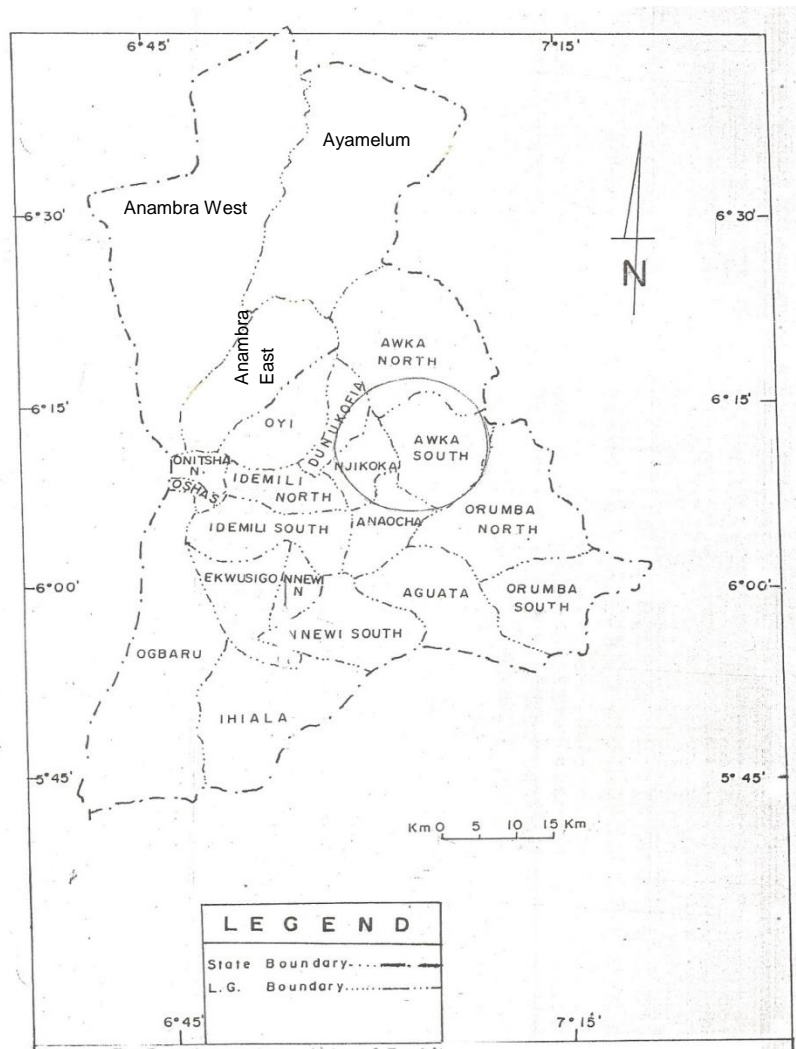 6°45' 7°15'
Ayamelum
Anambra West
6°30' 6°30'
N
Anambra
East
AWKA
NORTH
6°15' 6°15'
OYI
DUNUKOFIA
AWKA
SOUTH
ONITSHA
N.
NJIKOKA
IDEMILI
NORTH
OSHAS
ORUMBA
NORTH
ANAOCHA
IDEMILI SOUTH
6°00' 6°00'
EKWUSIGO
NNEWI
N
AGUATA
ORUMBA
SOUTH
NNEWI SOUTH
OGBARU
IHIALA
5°45' 5°45'
Km 0 5 10 15 Km
LEGEND
State Boundary
L.G. Boundary
6°45' 7°15'